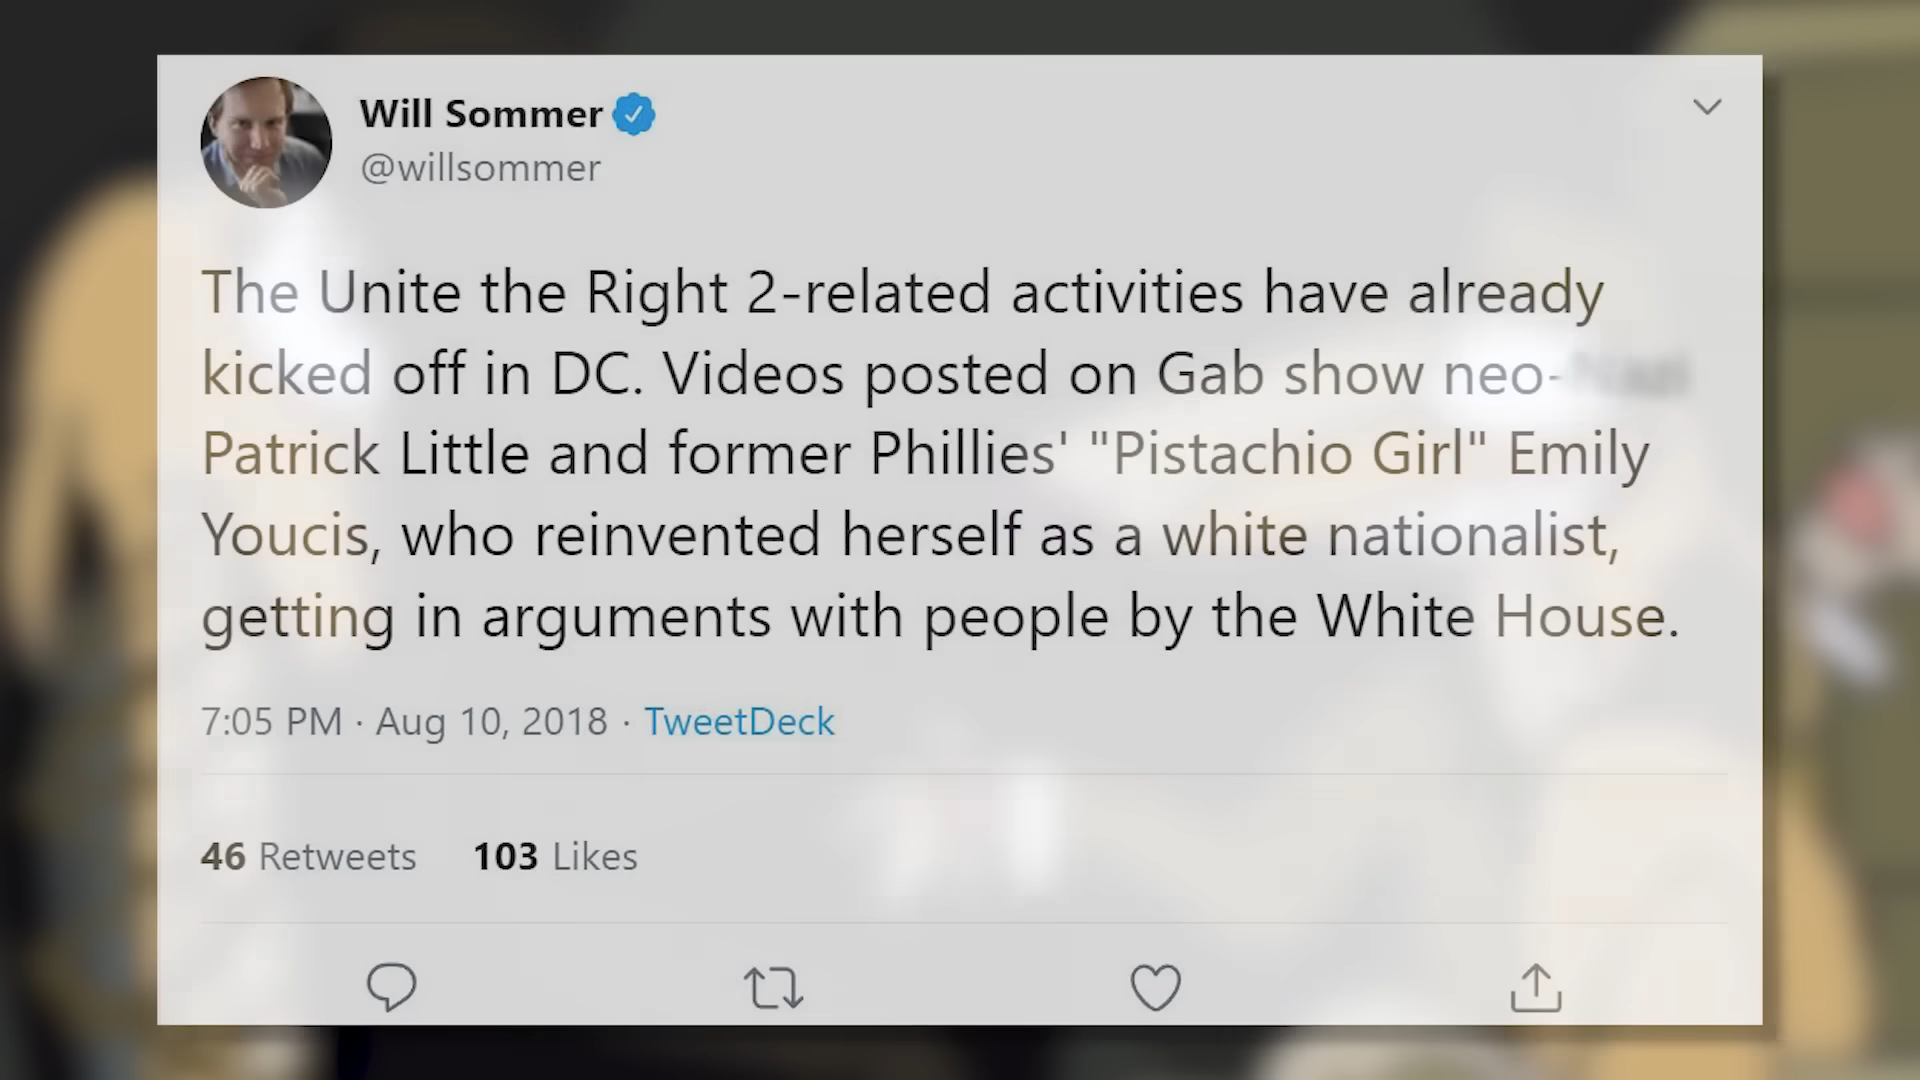 Will Sommer
@willsommer
The Unite the Right 2-related activities have already
kicked off in DC. Videos posted on Gab show neo-
Patrick Little and former Phillies' "Pistachio Girl" Emily
Youcis, who reinvented herself as a white nationalist,
getting in arguments with people by the White House.
7:05 PM · Aug 10, 2018 · TweetDeck
46 Retweets 103 Likes